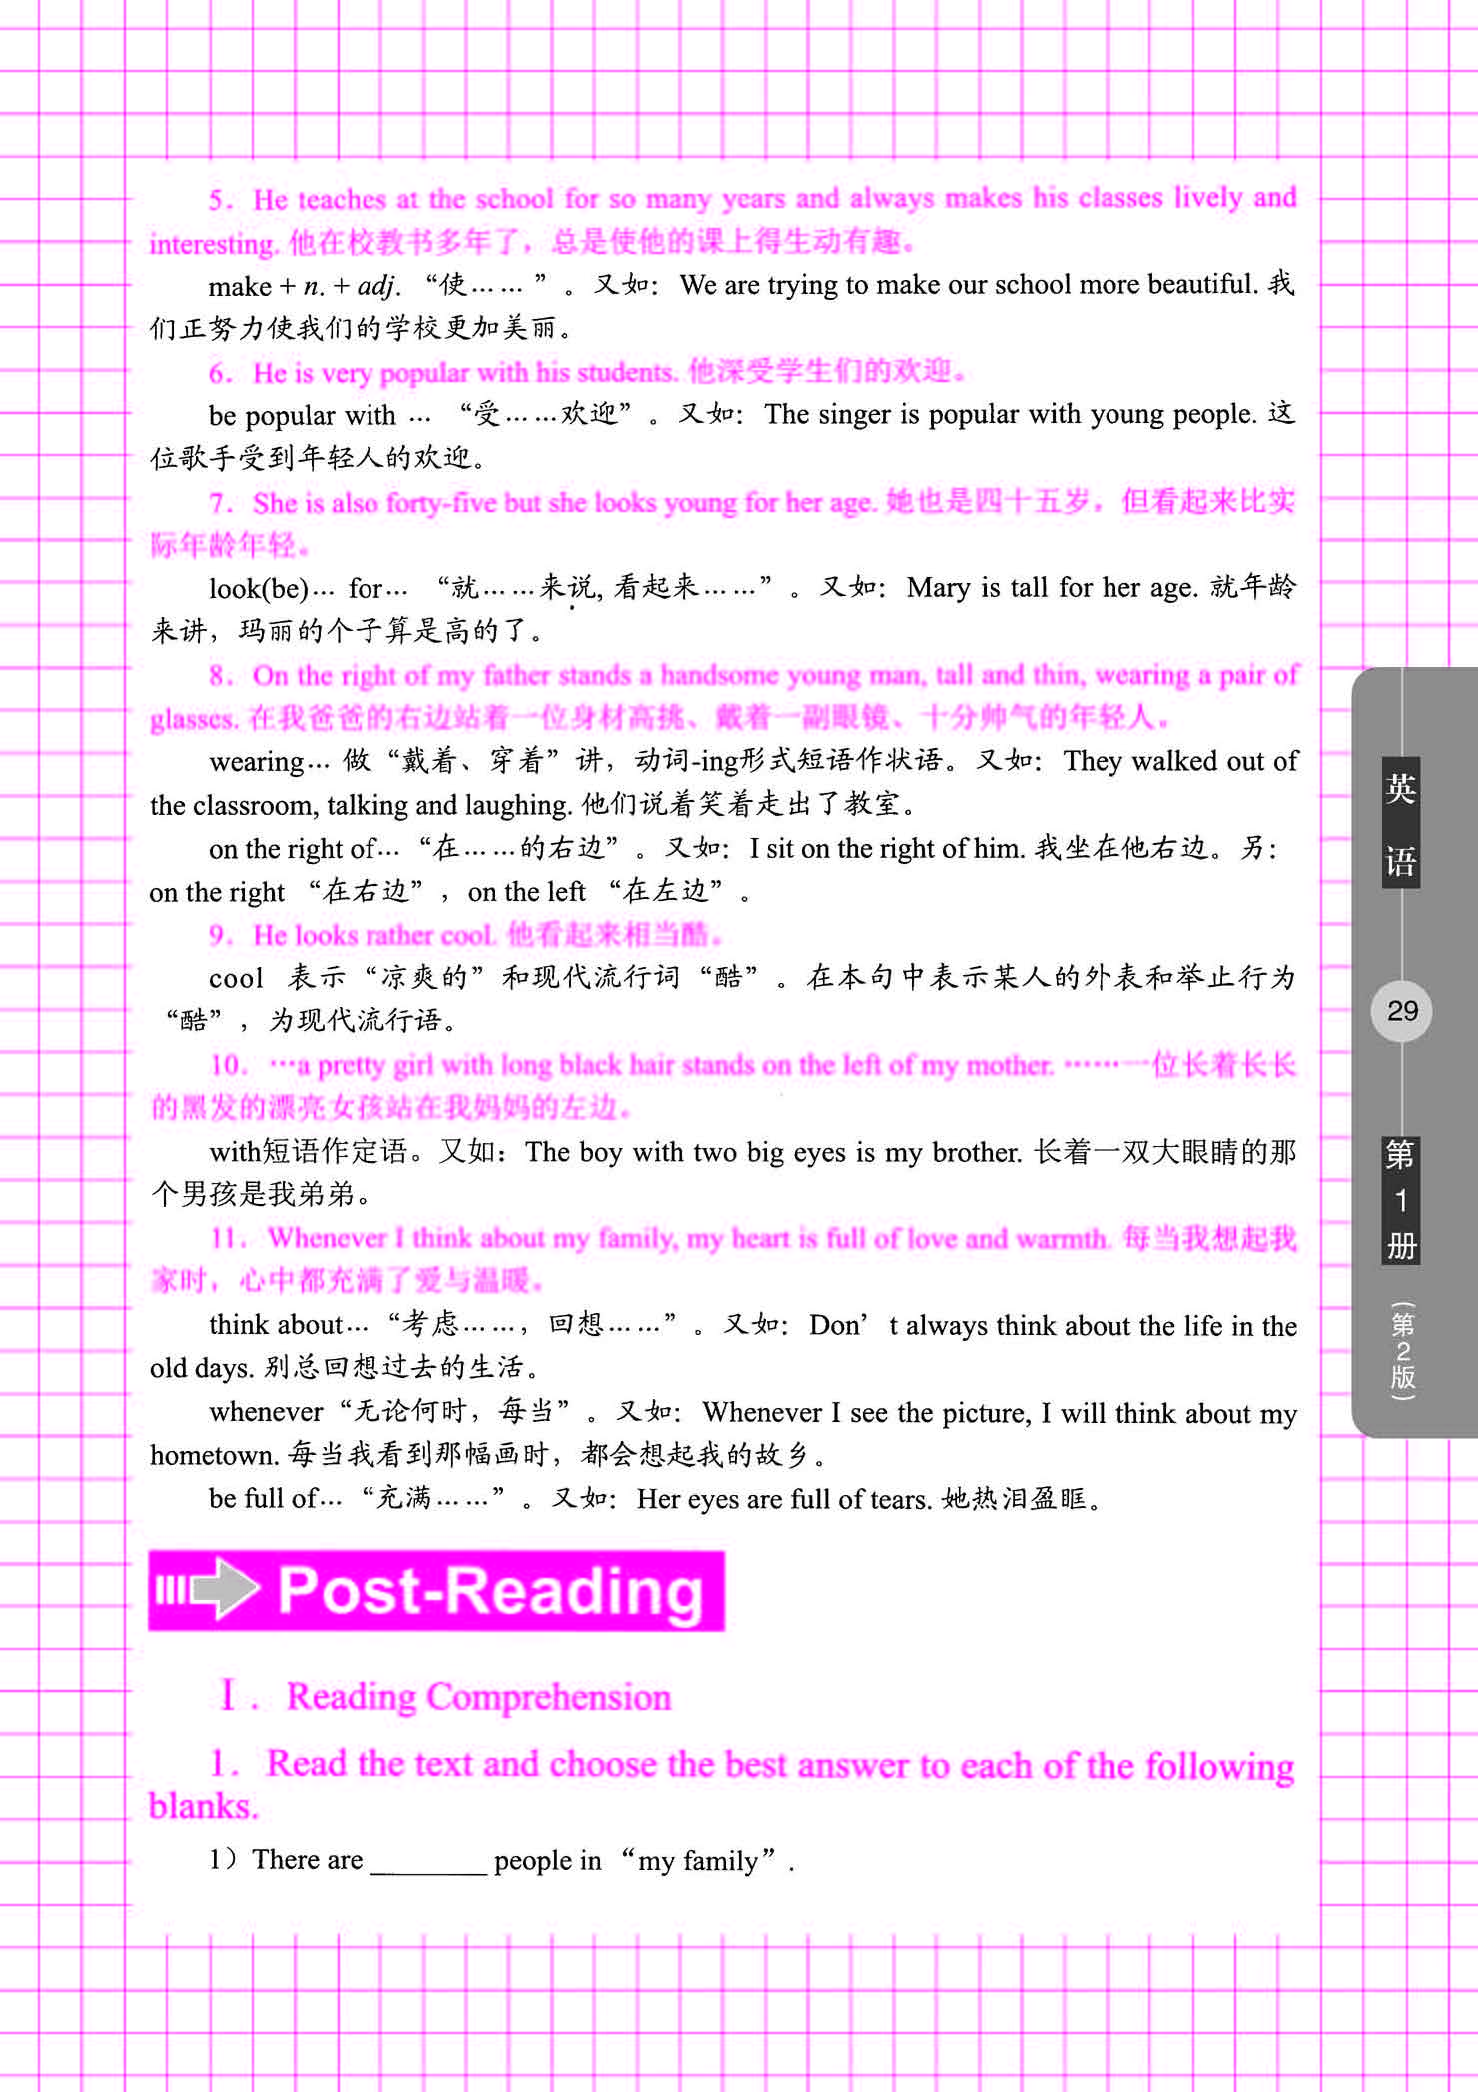 5．He teaches at the school for so many years and always makes his classes lively and
interesting. 他在校教书多年了，总是使他的课上得生动有趣。
make + n. + adj. “使……”。又如：We are trying to make our school more beautiful. 我
们正努力使我们的学校更加美丽。
6．He is very popular with his students. 他深受学生们的欢迎。
be popular with … “受……欢迎”。又如：The singer is popular with young people. 这
位歌手受到年轻人的欢迎。
7．She is also forty-five but she looks young for her age. 她也是四十五岁，但看起来比实
际年龄年轻。
look(be)… for… “就……来说, 看起来……”。又如：Mary is tall for her age. 就年龄
来讲，玛丽的个子算是高的了。
8．On the right of my father stands a handsome young man, tall and thin, wearing a pair of
glasses. 在我爸爸的右边站着一位身材高挑、戴着一副眼镜、十分帅气的年轻人。
wearing… 做“戴着、穿着”讲，动词-ing形式短语作状语。又如：They walked out of
the classroom, talking and laughing. 他们说着笑着走出了教室。
on the right of… “在……的右边”。又如：I sit on the right of him. 我坐在他右边。另：
on the right “在右边”，on the left “在左边”。
9．He looks rather cool. 他看起来相当酷。
cool 表示“凉爽的”和现代流行词“酷”。在本句中表示某人的外表和举止行为
“酷”，为现代流行语。
10．…a pretty girl with long black hair stands on the left of my mother. ……一位长着长长
的黑发的漂亮女孩站在我妈妈的左边。
with短语作定语。又如：The boy with two big eyes is my brother. 长着一双大眼睛的那
个男孩是我弟弟。
11．Whenever I think about my family, my heart is full of love and warmth. 每当我想起我
家时，心中都充满了爱与温暖。
think about… “考虑……，回想……”。又如：Don’t always think about the life in the
old days. 别总回想过去的生活。
whenever“无论何时，每当”。又如：Whenever I see the picture, I will think about my
hometown. 每当我看到那幅画时，都会想起我的故乡。
be full of… “充满……”。又如：Her eyes are full of tears. 她热泪盈眶。
Post-Reading
Ⅰ．Reading Comprehension
1．Read the text and choose the best answer to each of the following
blanks.
1）There are ________ people in “my family”.
英语
29
第1册
（第2版）